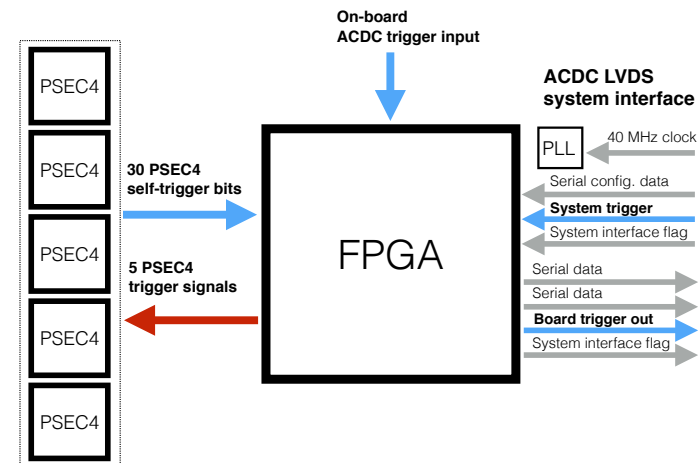 On-board
ACDC trigger input
PSEC4
PSEC4
PSEC4
PSEC4
PSEC4
30 PSEC4
self-trigger bits
5 PSEC4
trigger signals
FPGA
ACDC LVDS
system interface
PLL
40 MHz clock
Serial config. data
System trigger
System interface flag
Serial data
Serial data
Board trigger out
System interface flag